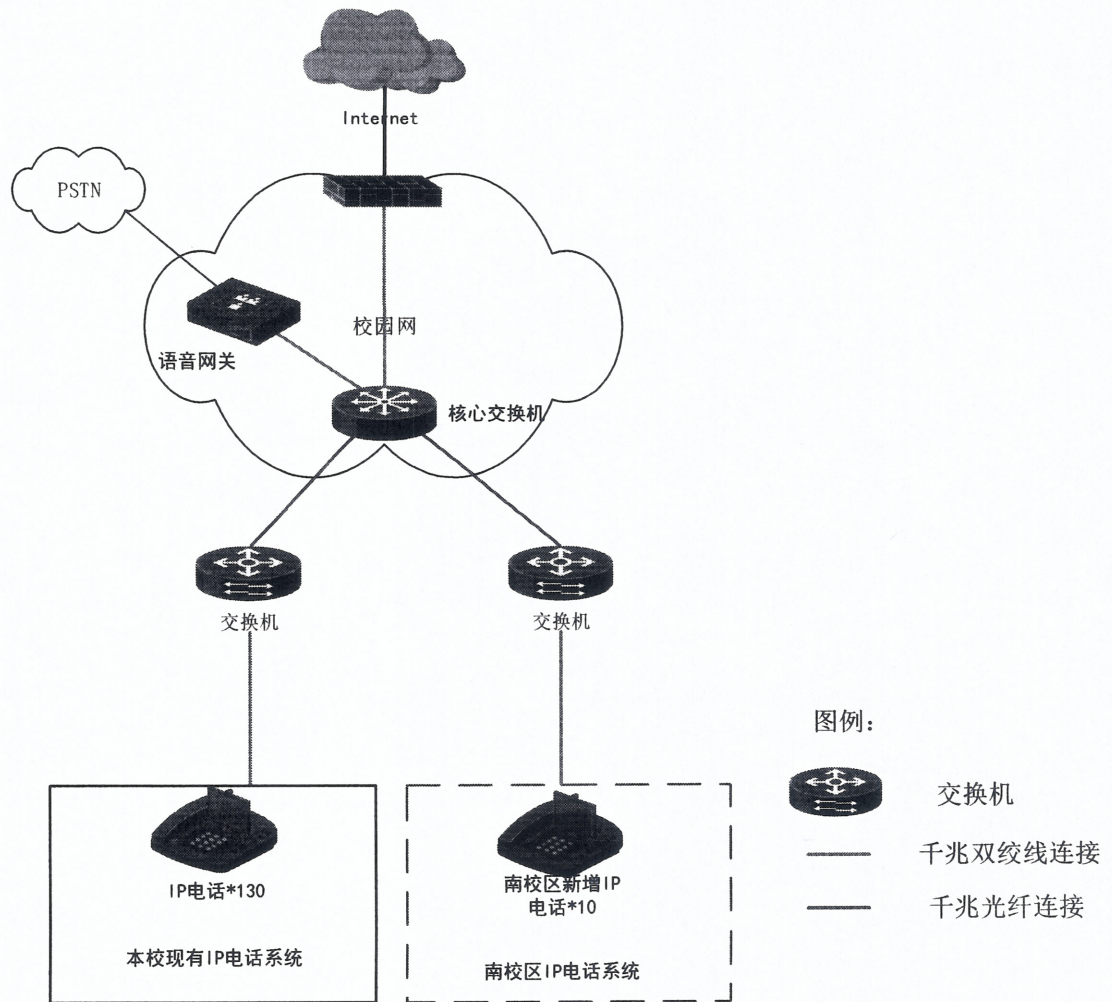 Internet
PSTN
校园网
语音网关
核心交换机
交换机
交换机
图例：
交换机
千兆双绞线连接
千兆光纤连接
IP电话*130
本校现有IP电话系统
南校区新增IP
电话*10
南校区IP电话系统